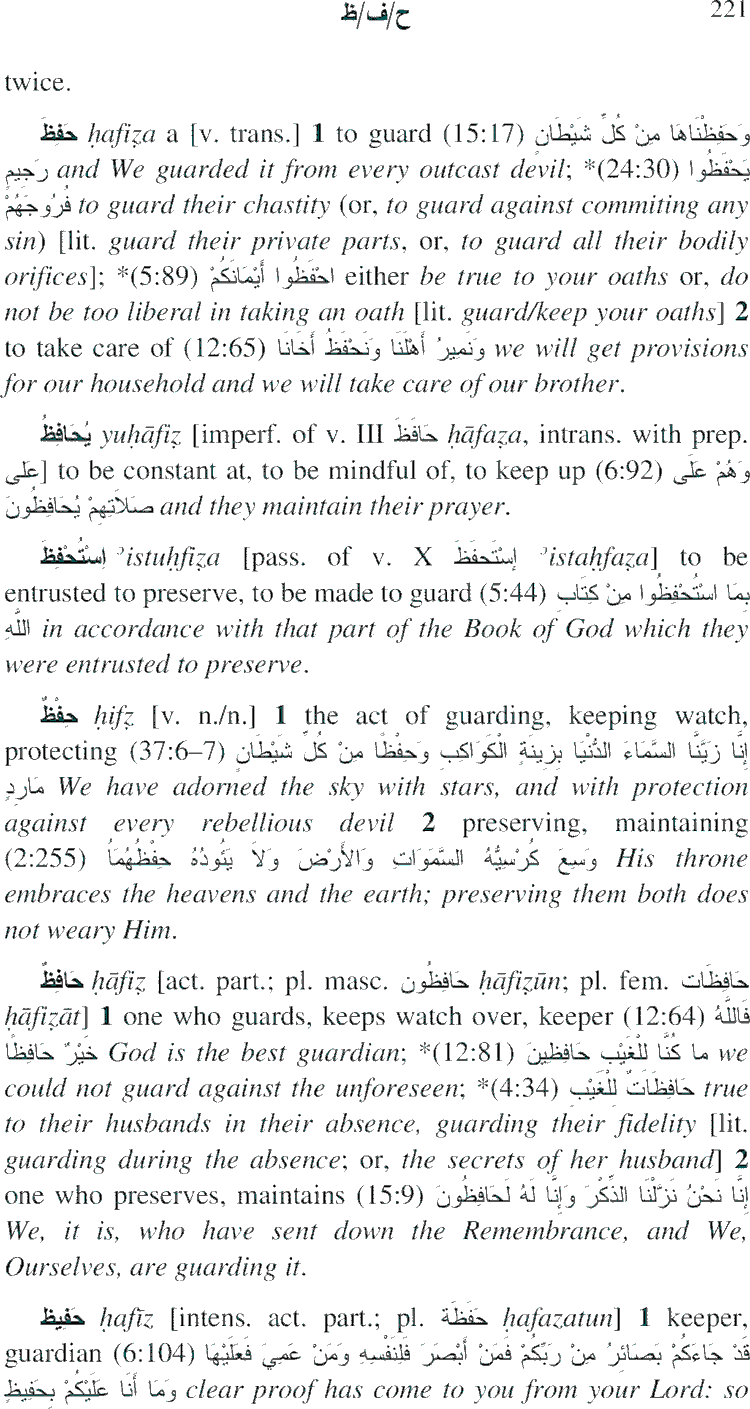 ح/ف/ظ 221
twice.
حَفِظَ ḥafiẓa a [v. trans.] 1 to guard (15:17) وَحَفِظْنَاهَا مِنْ كُلِّ شَيْطَانٍ
رَجِيمٍ and We guarded it from every outcast devil; *(24:30) يَحْفَظُوا
فُرُوجَهُمْ to guard their chastity (or, to guard against commiting any
sin) [lit. guard their private parts, or, to guard all their bodily
orifices]; *(5:89) احْفَظُوا أَيْمَانَكُمْ either be true to your oaths or, do
not be too liberal in taking an oath [lit. guard/keep your oaths] 2
to take care of (12:65) وَنَمِيرُ أَهْلَنَا وَنَحْفَظُ أَخَانَا we will get provisions
for our household and we will take care of our brother.
يُحَافِظُ yuḥāfiẓ [imperf. of v. III حَافَظَ ḥāfaẓa, intrans. with prep.
عَلى] to be constant at, to be mindful of, to keep up (6:92) وَهُمْ عَلَى
صَلاَتِهِمْ يُحَافِظُونَ and they maintain their prayer.
اِسْتُحْفِظَ ʾistuḥfiẓa [pass. of v. X إسْتَحفَظَ ʾistaḥfaẓa] to be
entrusted to preserve, to be made to guard (5:44) بِمَا اسْتُحْفِظُوا مِنْ كِتَابِ
اللَّهِ in accordance with that part of the Book of God which they
were entrusted to preserve.
حِفْظٌ ḥifẓ [v. n./n.] 1 the act of guarding, keeping watch,
protecting (37:6–7) إِنَّا زَيَّنَّا السَّمَاءَ الدُّنْيَا بِزِينَةٍ الْكَوَاكِبِ وَحِفْظًا مِنْ كُلِّ شَيْطَانٍ
مَارِدٍ We have adorned the sky with stars, and with protection
against every rebellious devil 2 preserving, maintaining
(2:255) وَسِعَ كُرْسِيُّهُ السَّمَوَاتِ وَالأَرْضَ وَلاَ يَئُودُهُ حِفْظُهُمَا His throne
embraces the heavens and the earth; preserving them both does
not weary Him.
حَافِظٌ ḥāfiẓ [act. part.; pl. masc. حَافِظُون ḥāfiẓūn; pl. fem. حَافِظَات
ḥāfiẓāt] 1 one who guards, keeps watch over, keeper (12:64) فَاللَّهُ
خَيْرٌ حَافِظًا God is the best guardian; *(12:81) ما كُنَّا لِلْغَيْبِ حَافِظِينَ we
could not guard against the unforeseen; *(4:34) حَافِظَاتٌ لِلْغَيْبِ true
to their husbands in their absence, guarding their fidelity [lit.
guarding during the absence; or, the secrets of her husband] 2
one who preserves, maintains (15:9) إِنَّا نَحْنُ نَزَّلْنَا الذِّكْرَ وَإِنَّا لَهُ لَحَافِظُونَ
We, it is, who have sent down the Remembrance, and We,
Ourselves, are guarding it.
حَفِيظ ḥafīẓ [intens. act. part.; pl. حَفَظَة ḥafaẓatun] 1 keeper,
guardian (6:104) قَدْ جَاءَكُمْ بَصَائِرُ مِنْ رَبِّكُمْ فَمَنْ أَبْصَرَ فَلِنَفْسِهِ وَمَنْ عَمِيَ فَعَلَيْهَا
وَمَا أَنَا عَلَيْكُمْ بِحَفِيظٍ clear proof has come to you from your Lord: so